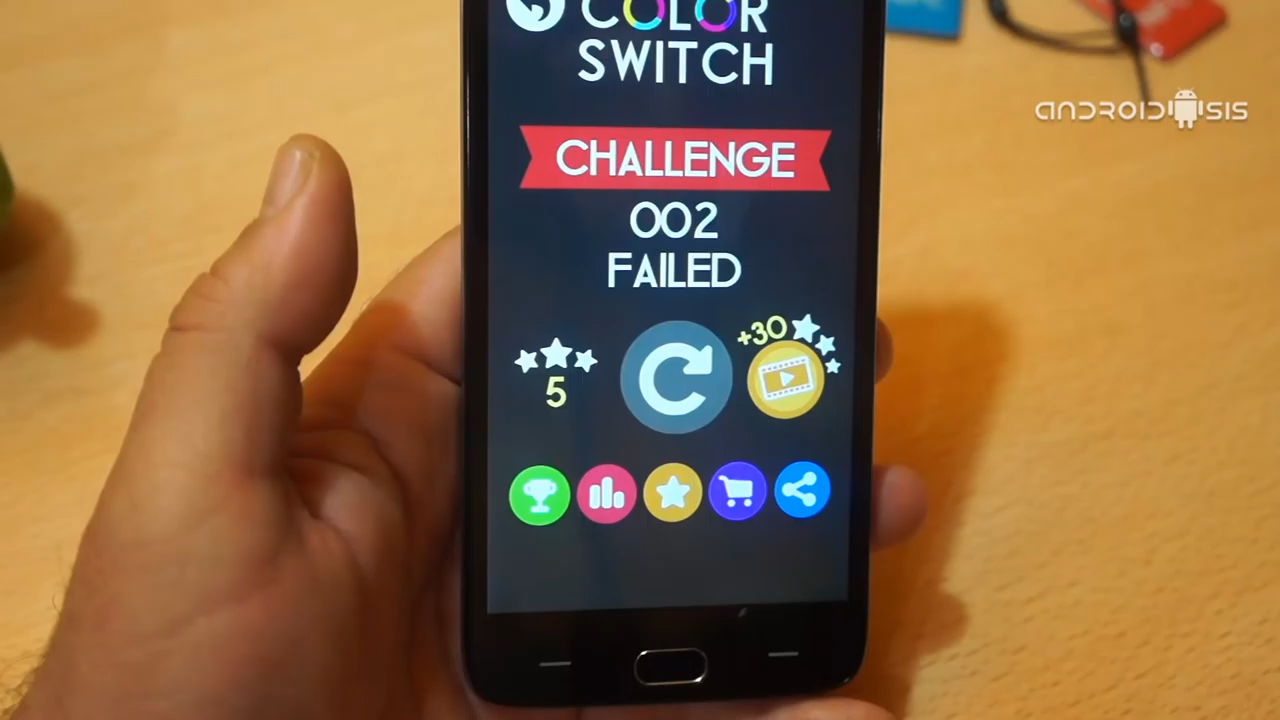 COLOR
SWITCH
ANDROIDSIS
CHALLENGE
002
FAILED
+30
5